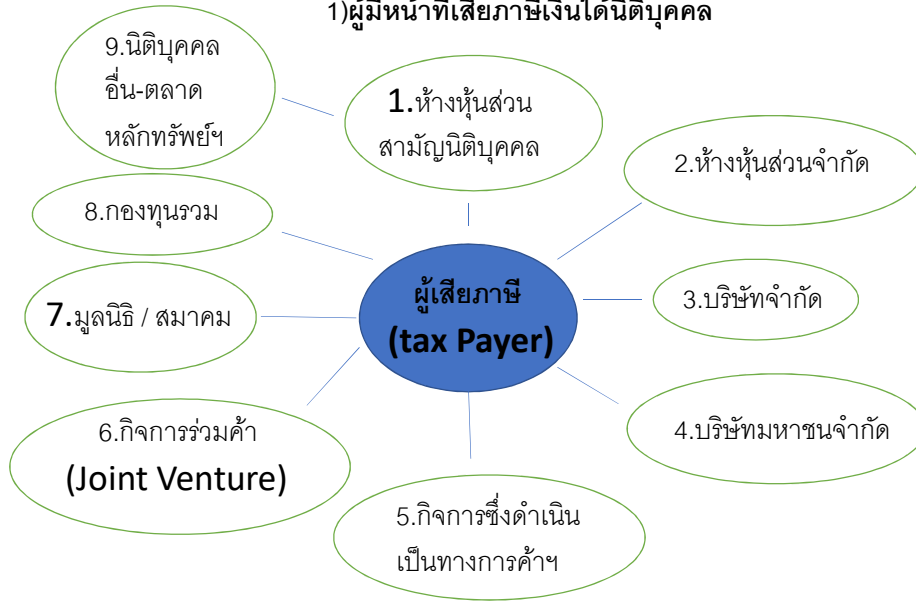 1)ผู้มีหน้าที่เสียภาษีเงินได้นิติบุคคล
9.นิติบุคคล
อื่น-ตลาด
หลักทรัพย์ฯ
1.ห้างหุ้นส่วน
สามัญนิติบุคคล
2.ห้างหุ้นส่วนจำกัด
8.กองทุนรวม
ผู้เสียภาษี
(tax Payer)
3.บริษัทจำกัด
7.มูลนิธิ / สมาคม
4.บริษัทมหาชนจำกัด
6.กิจการร่วมค้า
(Joint Venture)
5.กิจการซึ่งดำเนิน
เป็นทางการค้าฯ